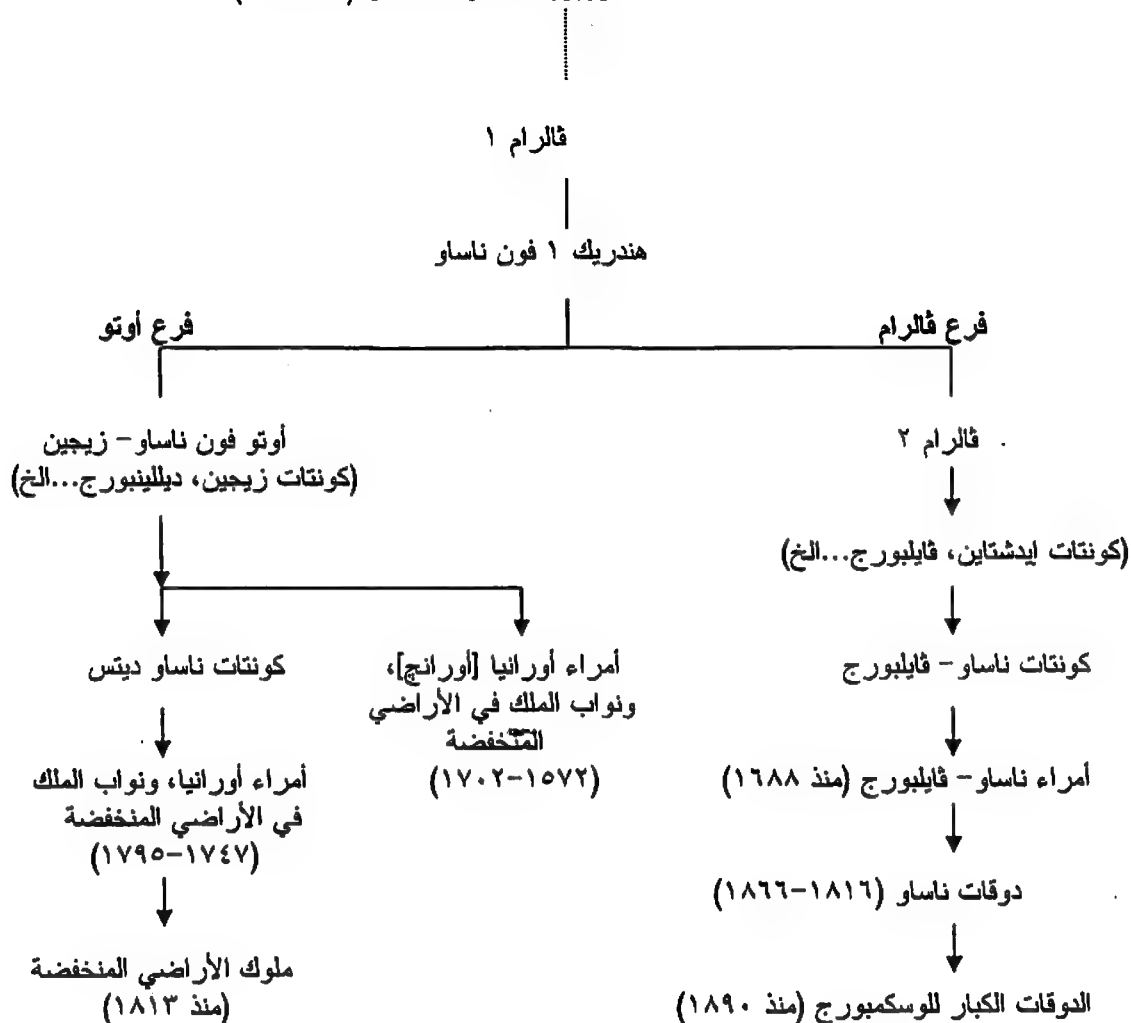 ڤالرام ١
هندريك ١ فون ناساو
فرع ڤالرام
فرع أوتو
ڤالرام ٢
(كونتات ايدشتاين، ڤايلبورج...الخ)
كونتات ناساو- ڤايلبورج
أمراء ناساو- ڤايلبورج (منذ ١٦٨٨)
دوقات ناساو (١٨١٦-١٨٦٦)
الدوقات الكبار للوسكمبورج (منذ ١٨٩٠)
أوتو فون ناساو- زيجين
(كونتات زيجين، ديللينبورج...الخ)
أمراء أورانيا [أورانچ]،
ونواب الملك في الأراضي
المنخفضة
(١٥٧٢-١٧٠٢)
كونتات ناساو ديتس
أمراء أورانيا، ونواب الملك
في الأراضي المنخفضة
(١٧٤٧-١٧٩٥)
ملوك الأراضي المنخفضة
(منذ ١٨١٣)